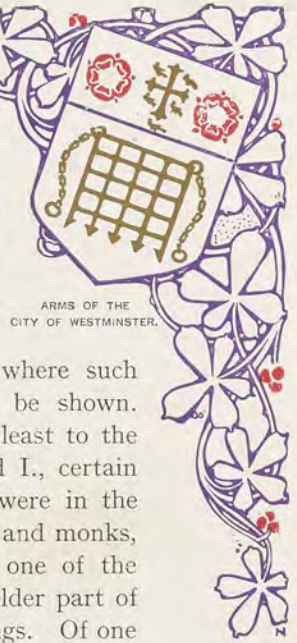 ARMS OF THE
CITY OF WESTMINSTER.
where such
be shown.
least to the
d I., certain
were in the
and monks,
one of the
lder part of
ngs. Of one